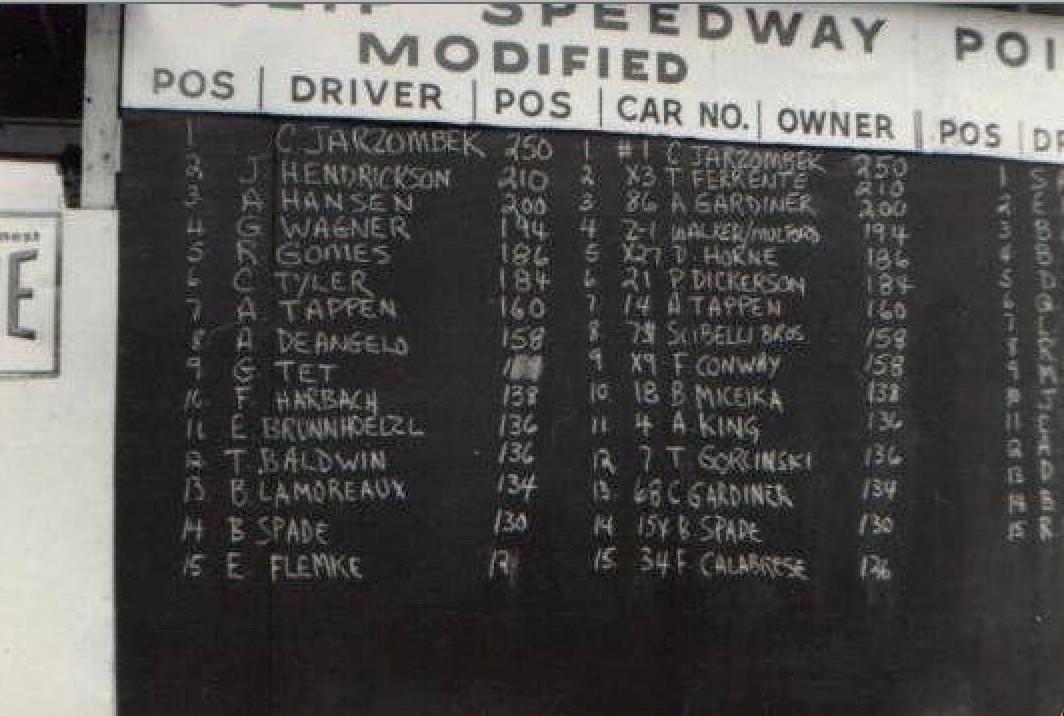 SPEEDWAY POI
MODIFIED
POS DRIVER POS CAR NO. OWNER POS
1 C JARZOMBEK 250 1 #1 C JARZOMBEK 250 1
2 J HENDRICKSON 210 2 X3 T FERRENTE 210 2
3 A HANSEN 200 3 86 A GARDINER 200 3
4 G WAGNER 194 4 Z-1 WALKER/MULFORD 194 4
5 K GOMES 186 5 X27 D HORNE 186 5
6 C TYLER 184 6 21 P DICKERSON 184 6
7 A TAPPEN 160 7 14 A TAPPEN 160 7
8 A DEANGELO 158 8 SCIBELLI BROS 158 8
9 G TET 9 X9 F CONWAY 158 9
10 F HARBACH 138 10 18 B MICEIKA 138 10
11 E BRUNNHOELZL 136 11 4 A KING 136 11
12 T BALDWIN 136 12 7 T GORLINSKI 136 12
13 B LAMOREAUX 134 13 68 C GARDINER 134 13
14 B SPADE 130 14 15X B SPADE 130 14
15 E FLEMKE 15 34 F CALABRESE 126 15
E